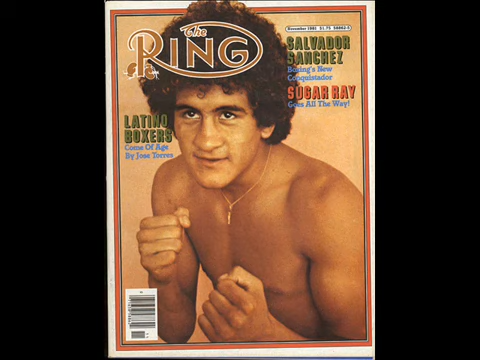 The
RING
November 1981 $1.75
SALVADOR
SANCHEZ
Boxing's New
Conquistador
SUGAR RAY
Goes All The Way!
LATINO
BOXERS
Come Of Age
By Jose Torres